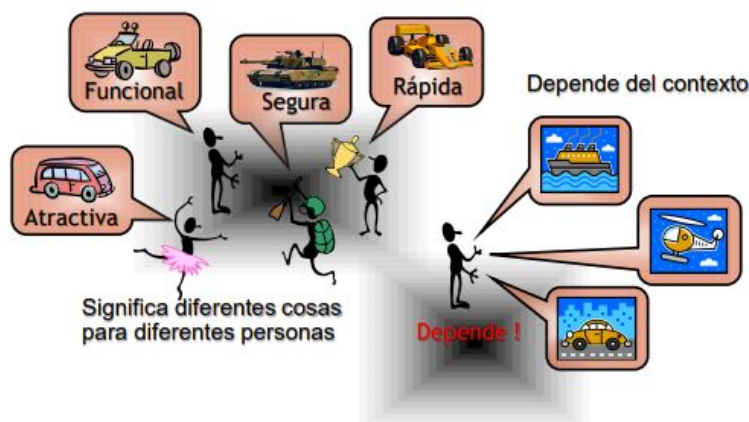 Funcional
Segura
Rápida
Depende del contexto
Atractiva
Significa diferentes cosas
para diferentes personas
Depende !